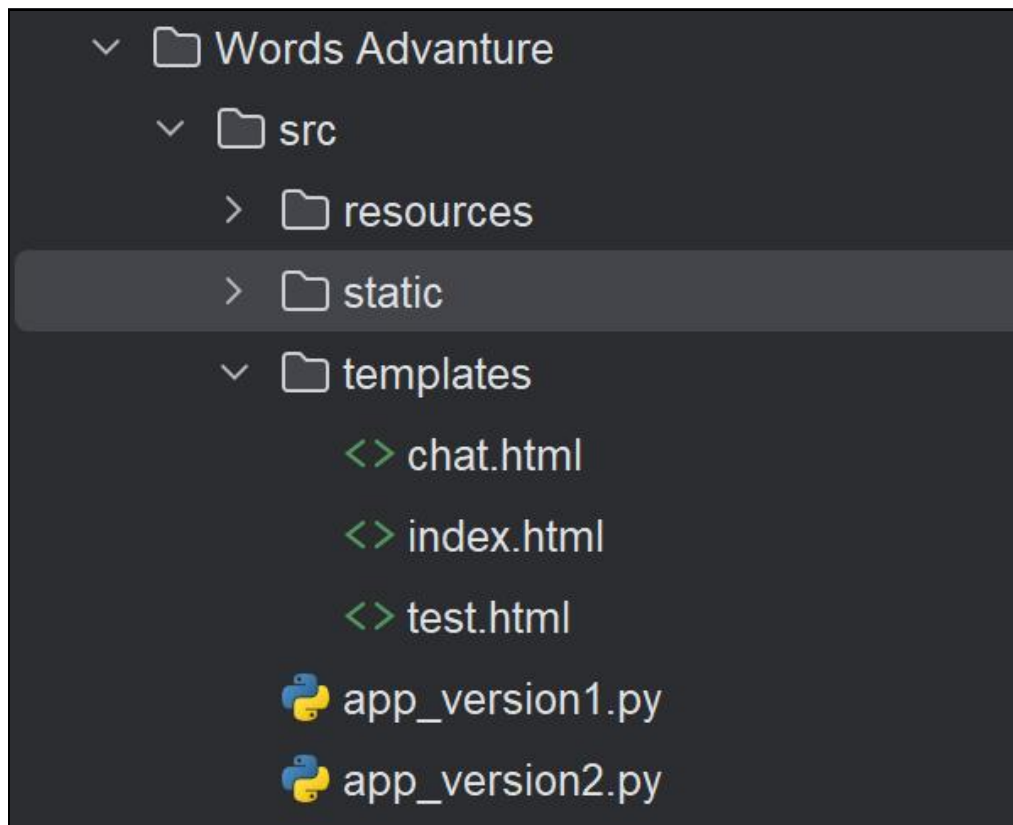 Words Advanture
src
resources
static
templates
chat.html
index.html
test.html
app_version1.py
app_version2.py